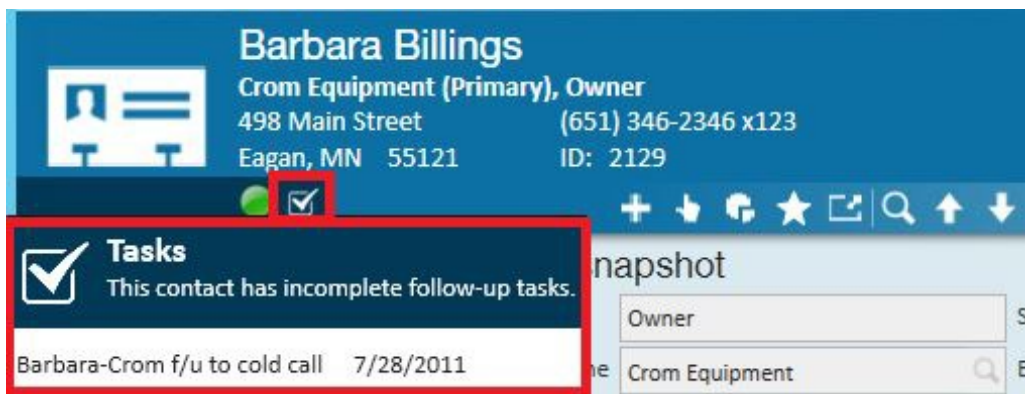 Barbara Billings
Crom Equipment (Primary), Owner
498 Main Street (651) 346-2346 x123
Eagan, MN 55121 ID: 2129
Tasks
This contact has incomplete follow-up tasks.
Barbara-Crom f/u to cold call 7/28/2011
napshot
Owner S
ne Crom Equipment E